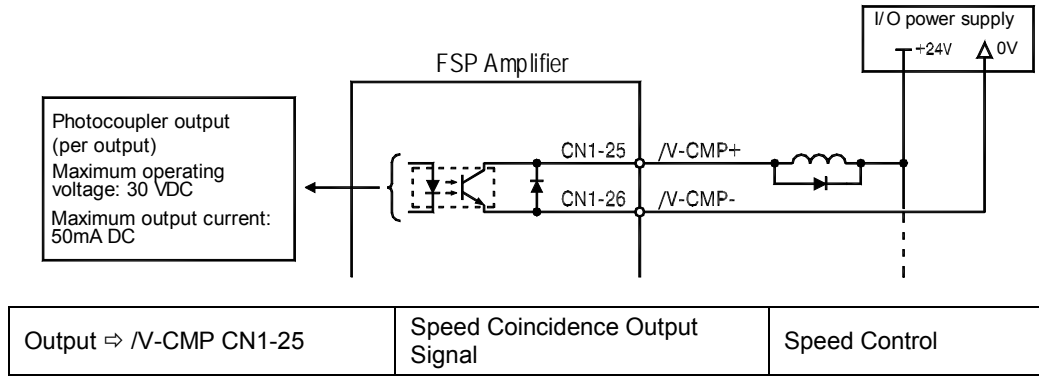 I/O power supply
+24V
0V
FSP Amplifier
Photocoupler output
(per output)
Maximum operating
voltage: 30 VDC
Maximum output current:
50mA DC
CN1-25 /V-CMP+
CN1-26 /V-CMP-
Output ⇨ /V-CMP CN1-25
Speed Coincidence Output
Signal
Speed Control